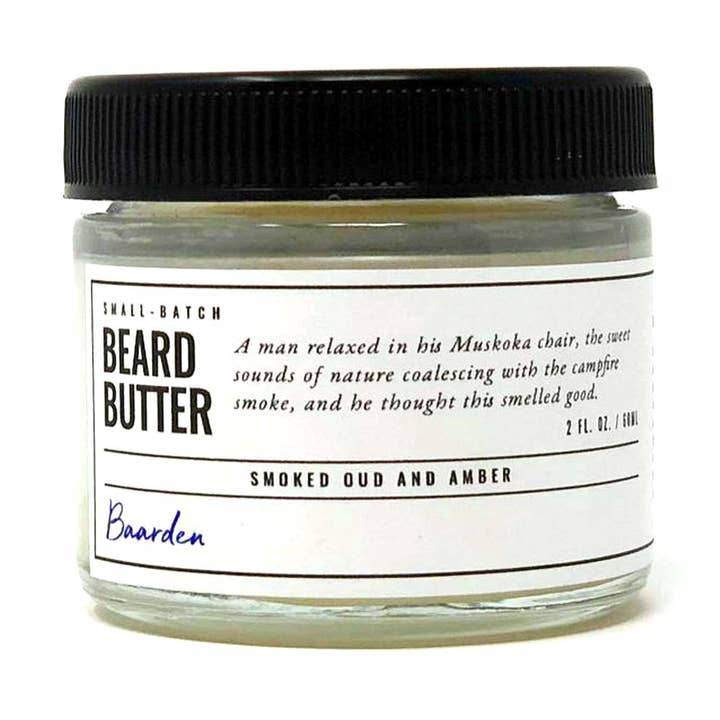 SMALL-BATCH
BEARD
BUTTER
A man relaxed in his Muskoka chair, the sweet
sounds of nature coalescing with the campfire
smoke, and he thought this smelled good.
2 FL. OZ. / 60ML
SMOKED OUD AND AMBER
Baarden